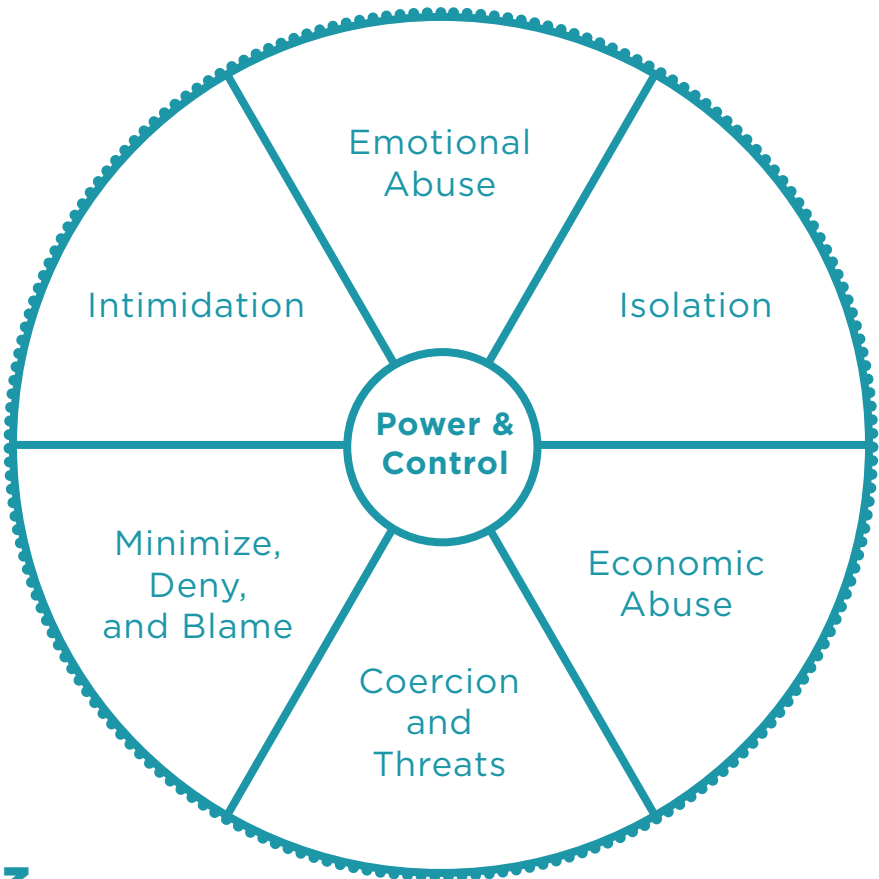 Emotional
Abuse
Intimidation
Isolation
Power &
Control
Minimize,
Deny,
and Blame
Economic
Abuse
Coercion
and
Threats